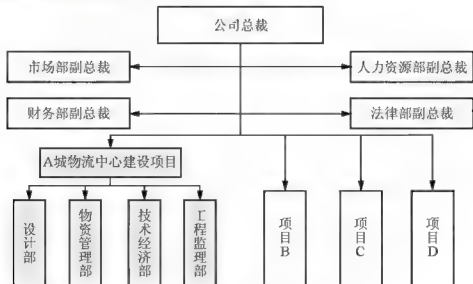 公司总裁
市场部副总裁
人力资源部副总裁
财务部副总裁
法律部副总裁
A城物流中心建设项目
设计部
物资管理部
技术经济部
工程监理部
项目B
项目C
项目D